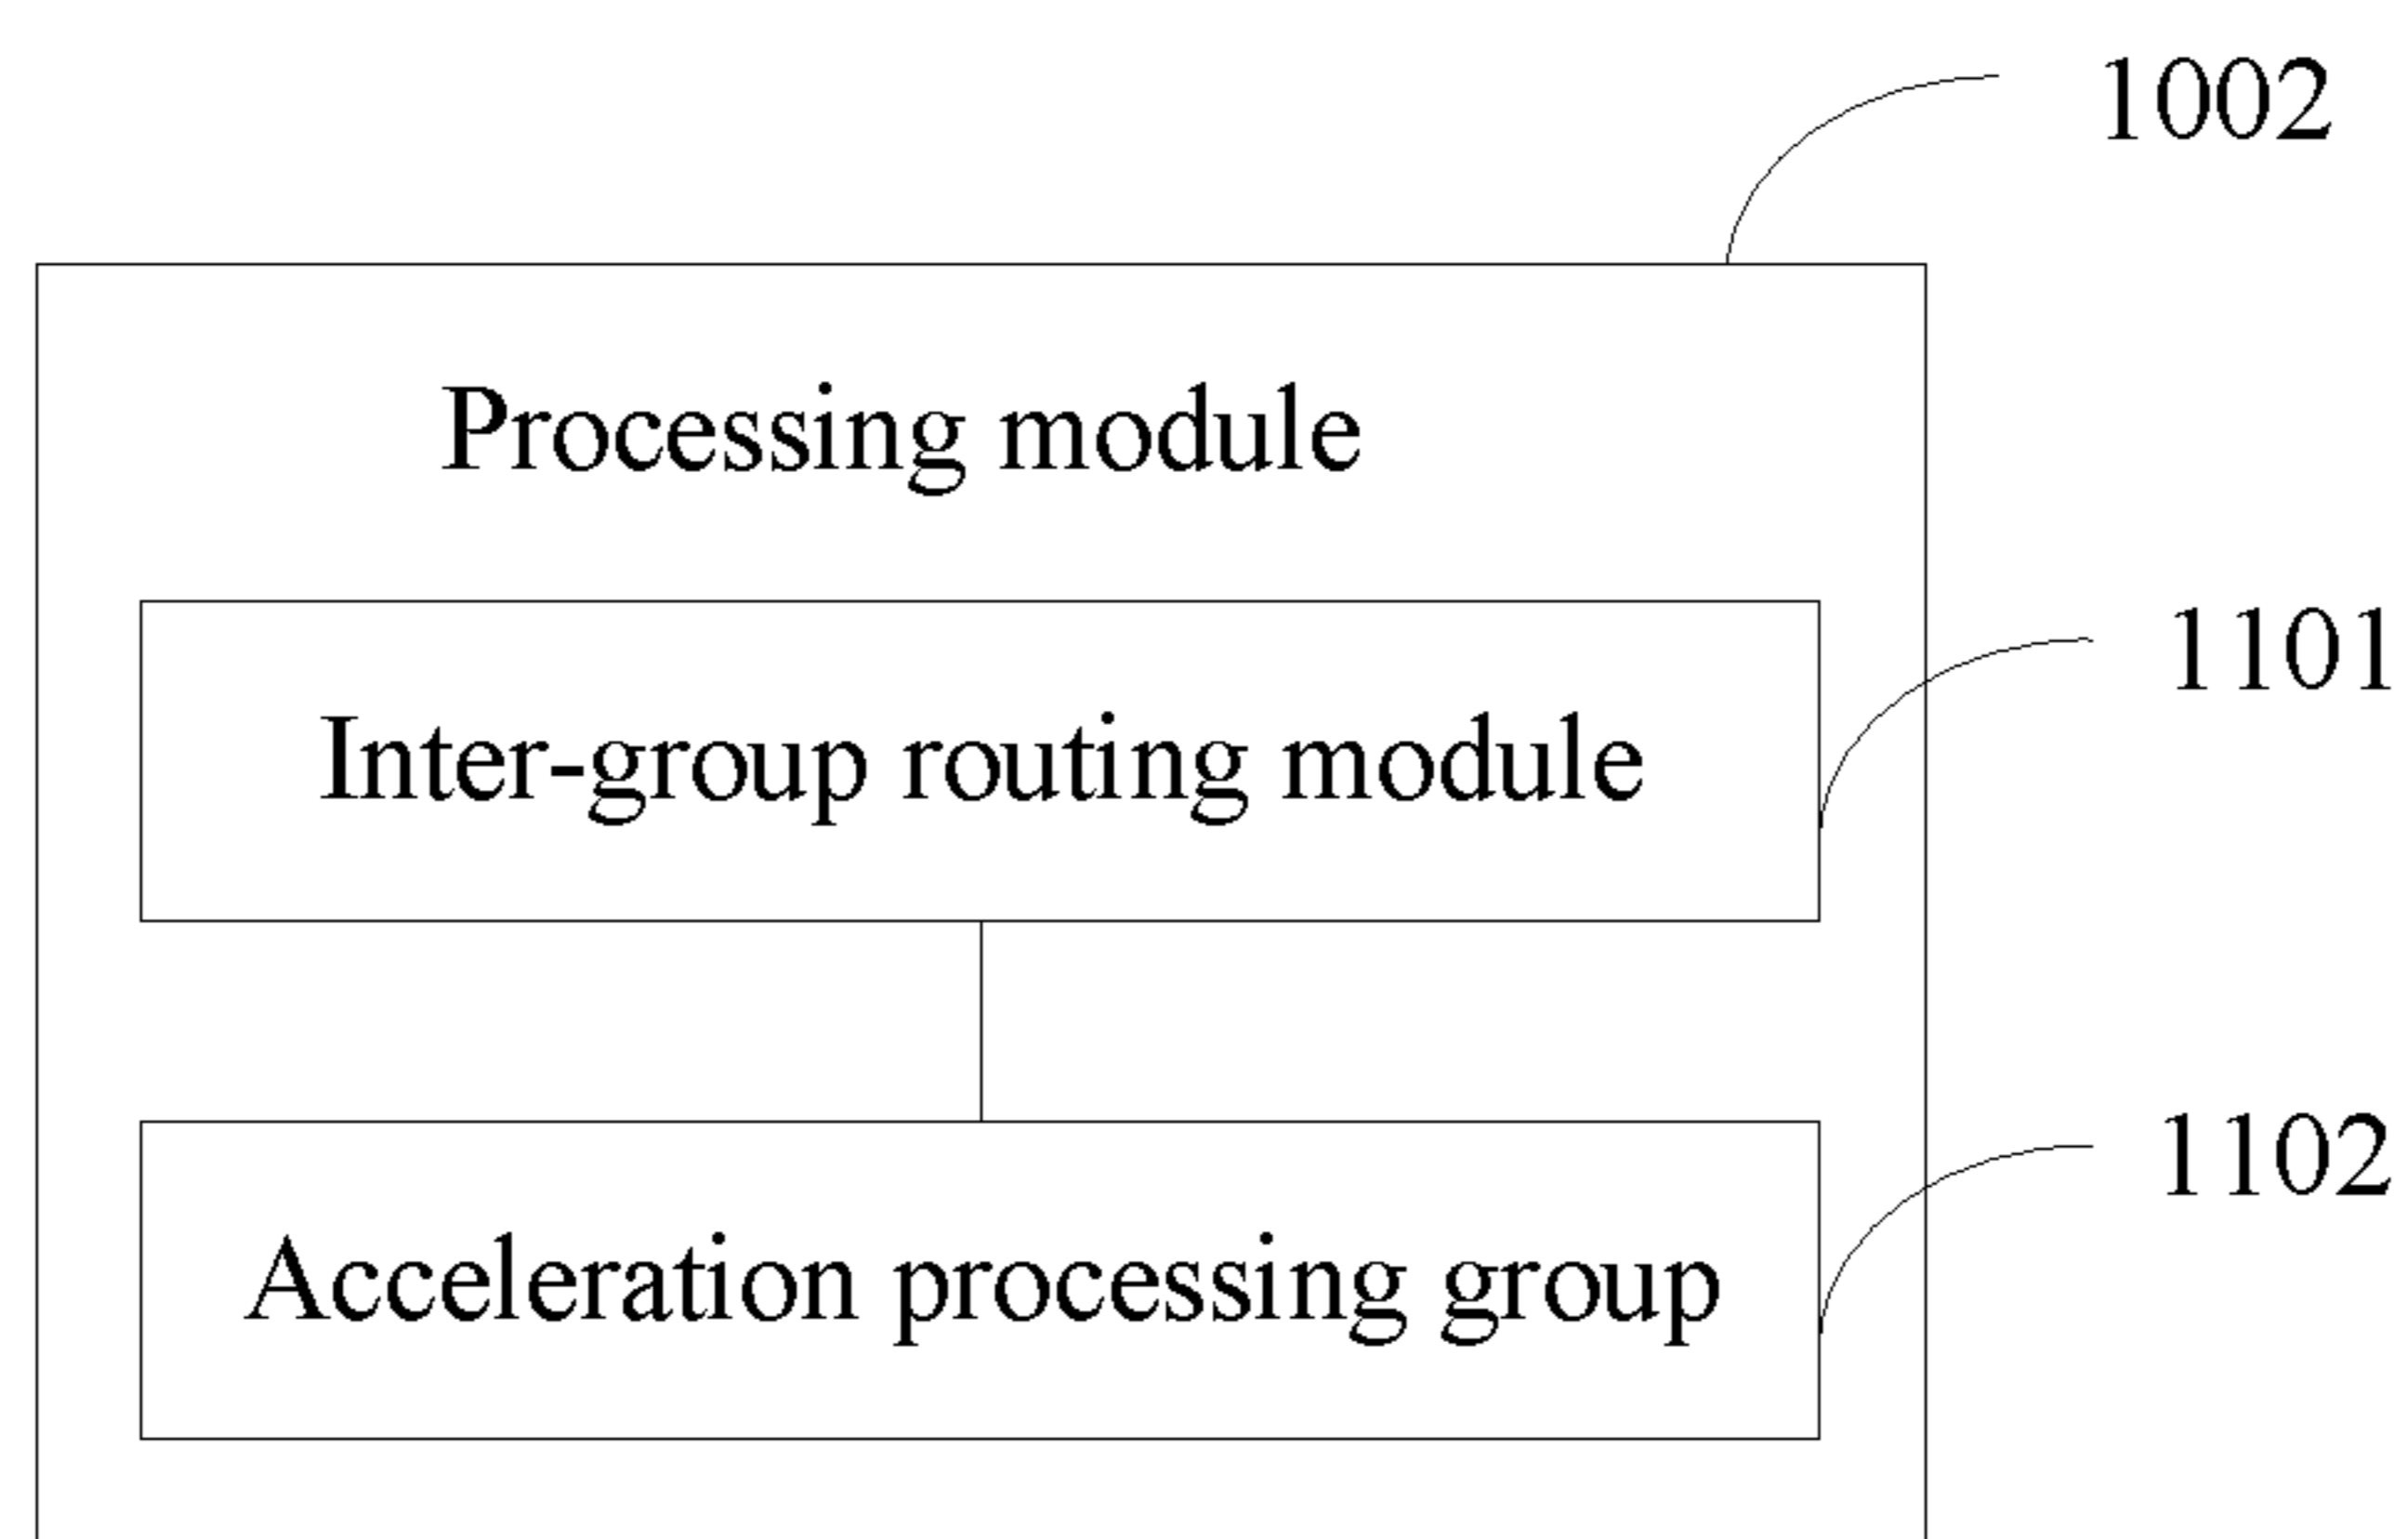 1002
Processing module
1101
Inter-group routing module
1102
Acceleration processing group